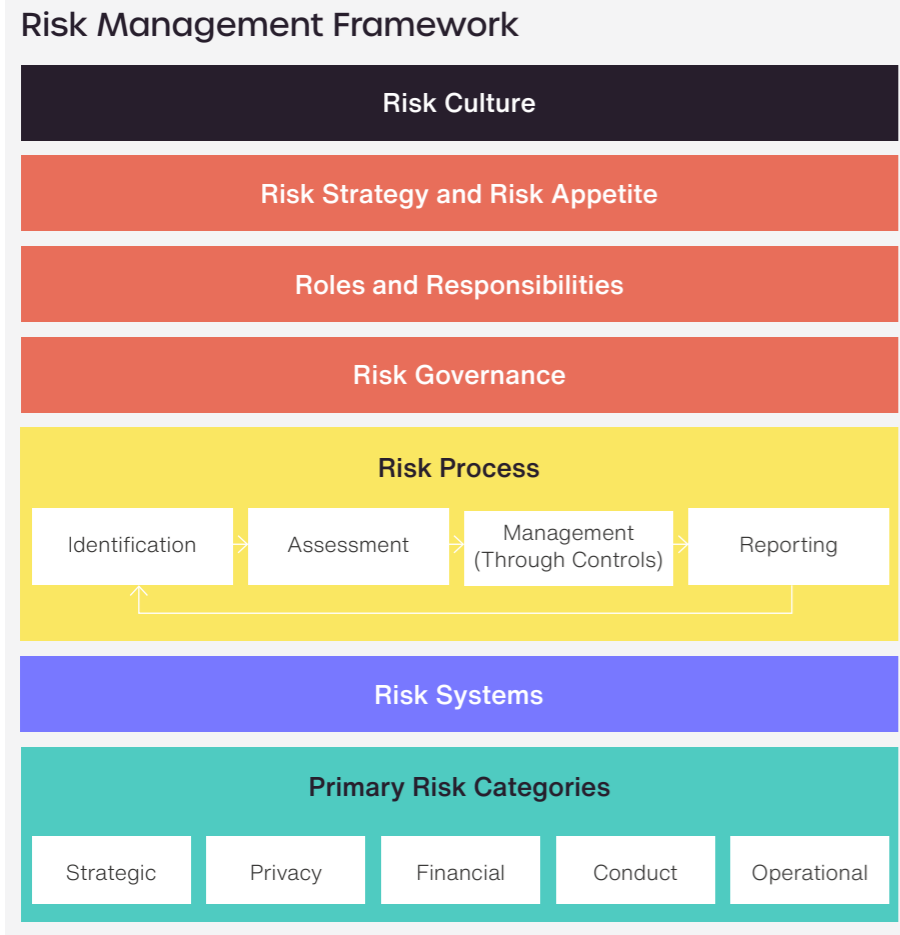 Risk Management Framework
Risk Culture
Risk Strategy and Risk Appetite
Roles and Responsibilities
Risk Governance
Risk Process
Identification
Assessment
Management
(Through Controls)
Reporting
Risk Systems
Primary Risk Categories
Strategic
Privacy
Financial
Conduct
Operational